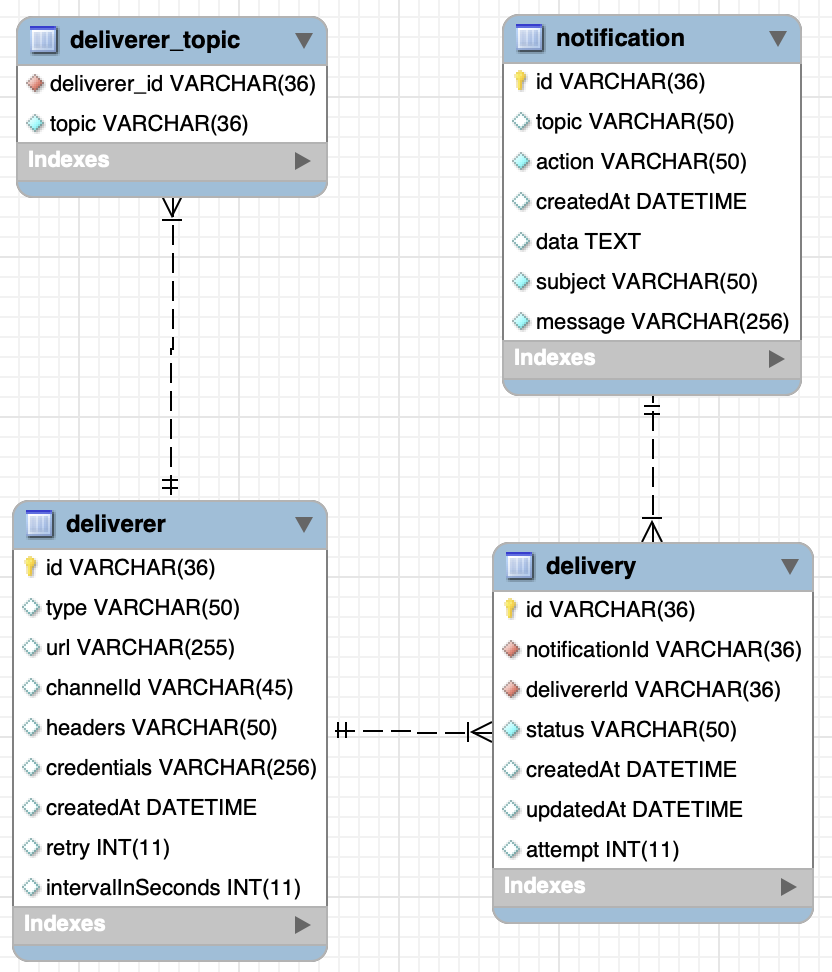 deliverer_topic
deliverer_id VARCHAR(36)
topic VARCHAR(36)
Indexes
notification
id VARCHAR(36)
topic VARCHAR(50)
action VARCHAR(50)
createdAt DATETIME
data TEXT
subject VARCHAR(50)
message VARCHAR(256)
Indexes
deliverer
id VARCHAR(36)
type VARCHAR(50)
url VARCHAR(255)
channelId VARCHAR(45)
headers VARCHAR(50)
credentials VARCHAR(256)
createdAt DATETIME
retry INT(11)
intervalInSeconds INT(11)
Indexes
delivery
id VARCHAR(36)
notificationId VARCHAR(36)
delivererId VARCHAR(36)
status VARCHAR(50)
createdAt DATETIME
updatedAt DATETIME
attempt INT(11)
Indexes